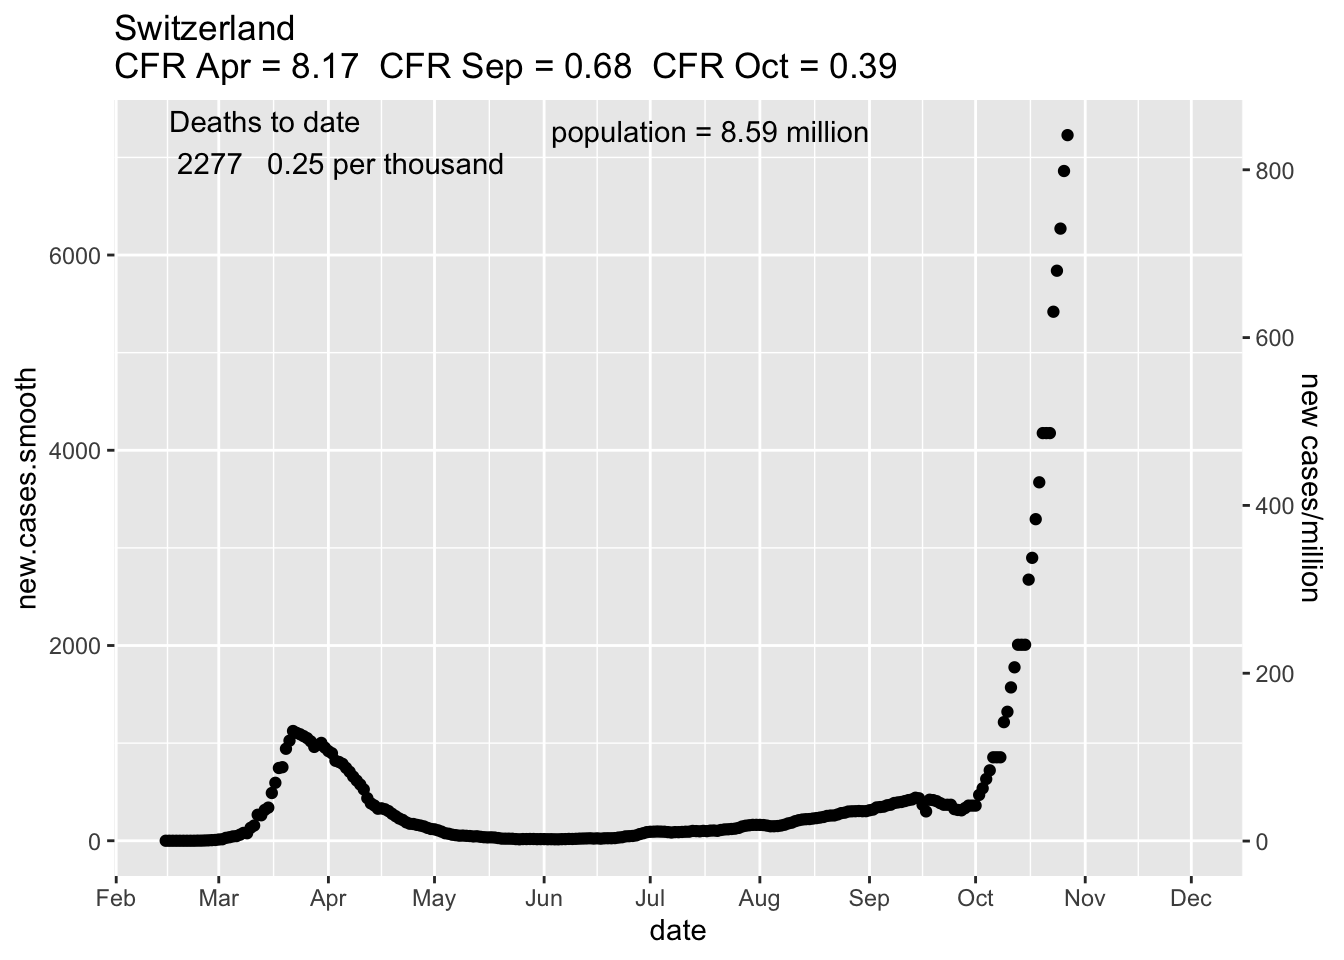 Switzerland
CFR Apr = 8.17  CFR Sep = 0.68  CFR Oct = 0.39
Deaths to date
2277   0.25 per thousand
population = 8.59 million
new.cases.smooth
6000
4000
2000
0
800
600
400
200
0
new cases/million
Feb Mar Apr May Jun Jul Aug Sep Oct Nov Dec
date